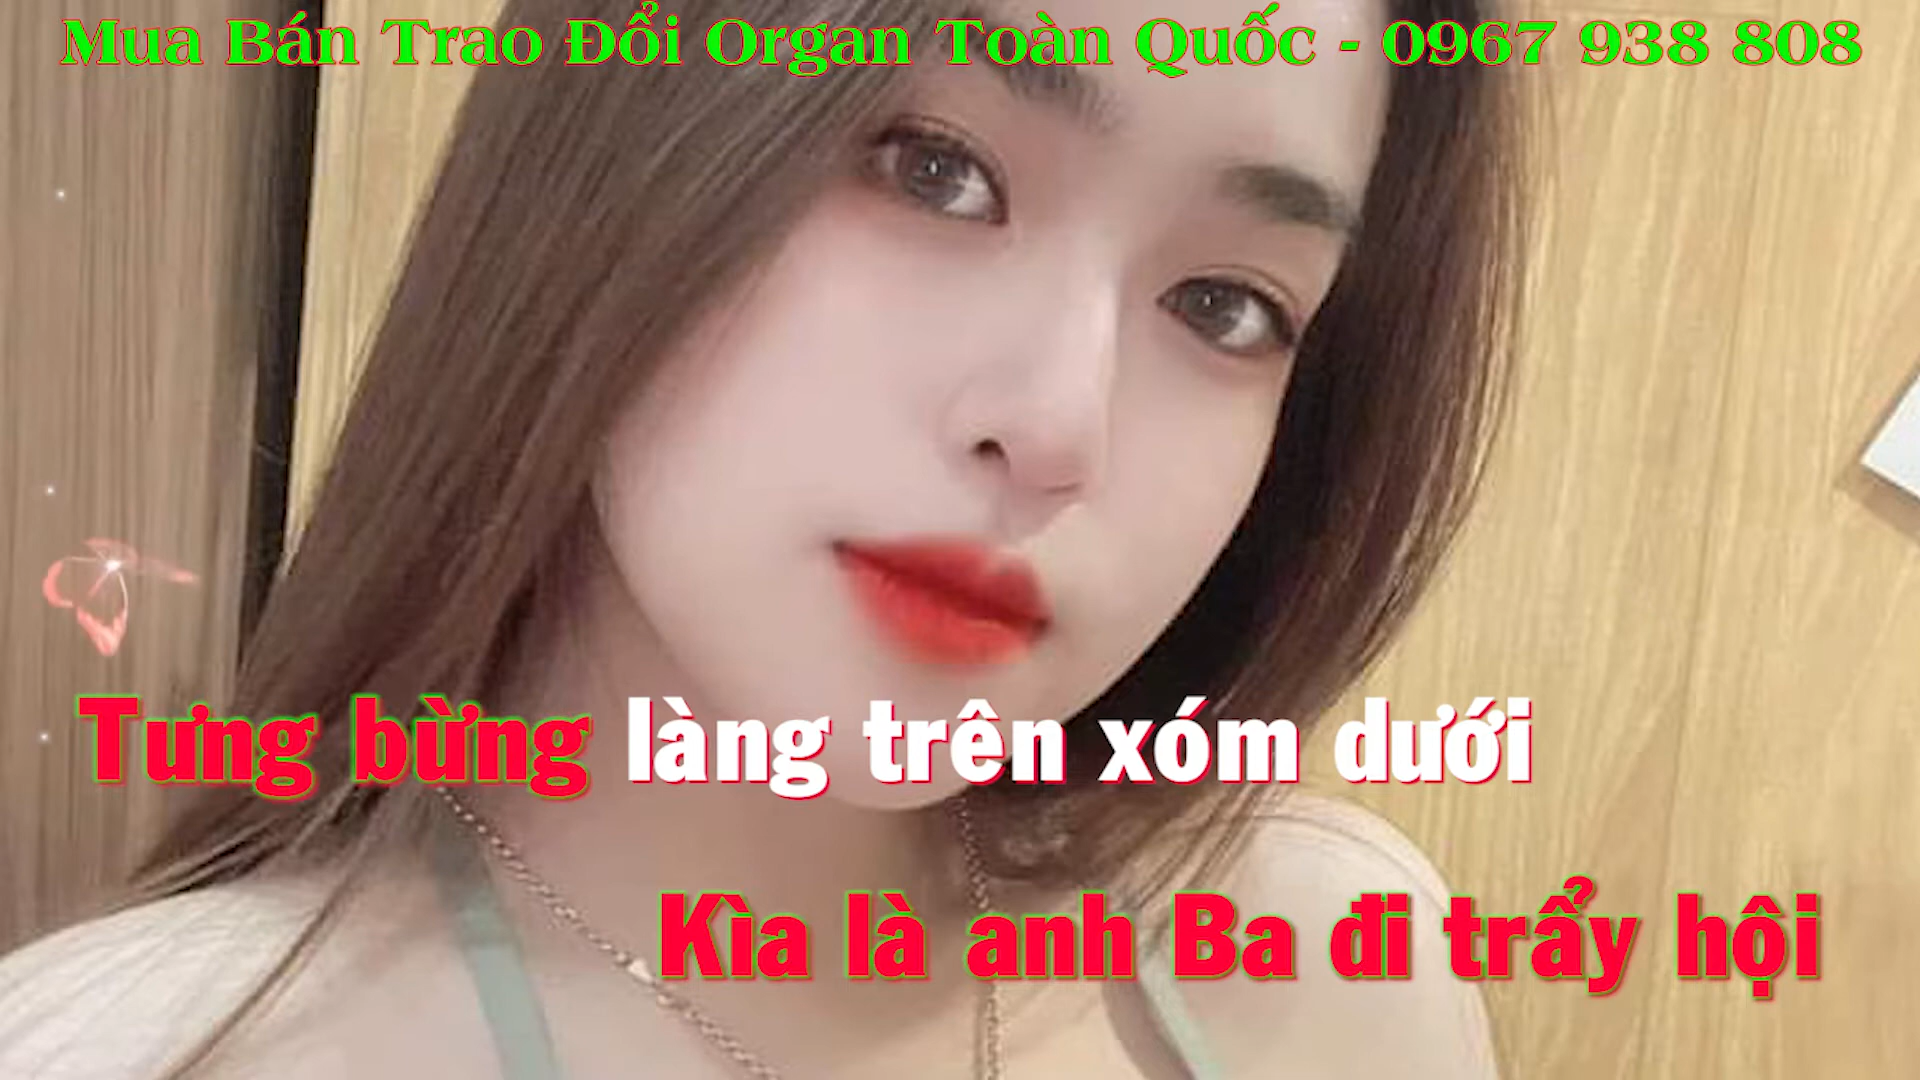 Mua Bán Trao Đổi Organ Toàn Quốc - 0967 938 808
Tưng bừng làng trên xóm dưới
Kìa là anh Ba đi trẩy hội